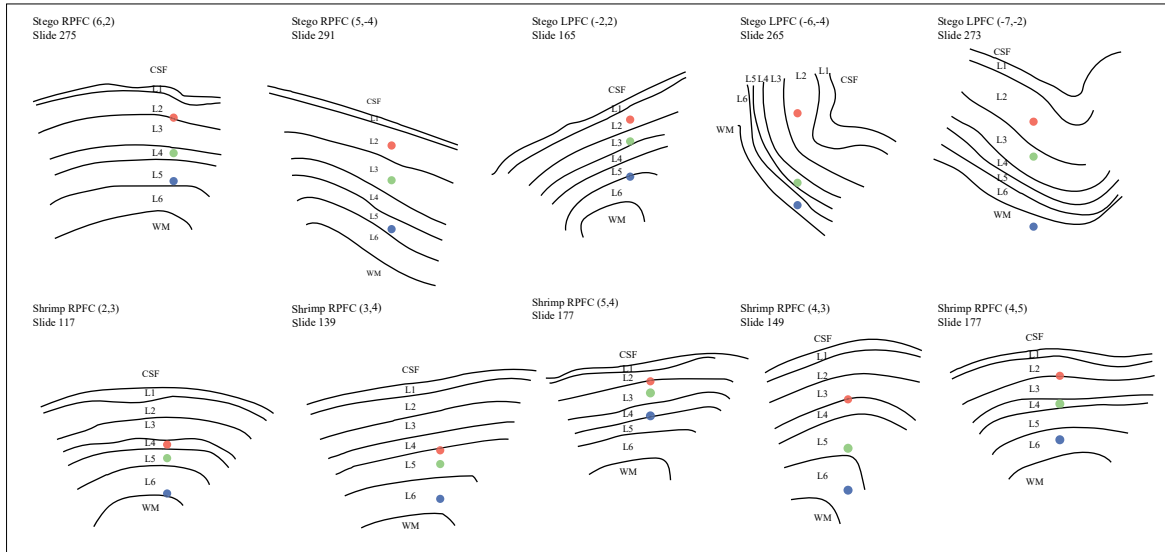 Stego RPFC (6,2)
Slide 275
CSF
L1
L2
L3
L4
L5
L6
WM
Stego RPFC (5,-4)
Slide 291
CSF
L1
L2
L3
L4
L5
L6
WM
Stego LPFC (-2,2)
Slide 165
CSF
L1
L2
L3
L4
L5
L6
WM
Stego LPFC (-6,-4)
Slide 265
L1
CSF
L5 L4 L3 L2
L6
WM
Stego LPFC (-7,-2)
Slide 273
CSF
L1
L2
L3
L4
L5
L6
WM
Shrimp RPFC (2,3)
Slide 117
CSF
L1
L2
L3
L4
L5
L6
WM
Shrimp RPFC (3,4)
Slide 139
CSF
L1
L2
L3
L4
L5
L6
WM
Shrimp RPFC (5,4)
Slide 177
CSF
L1
L2
L3
L4
L5
L6
WM
Shrimp RPFC (4,3)
Slide 149
CSF
L1
L2
L3
L4
L5
L6
WM
Shrimp RPFC (4,5)
Slide 177
CSF
L1
L2
L3
L4
L5
L6
WM